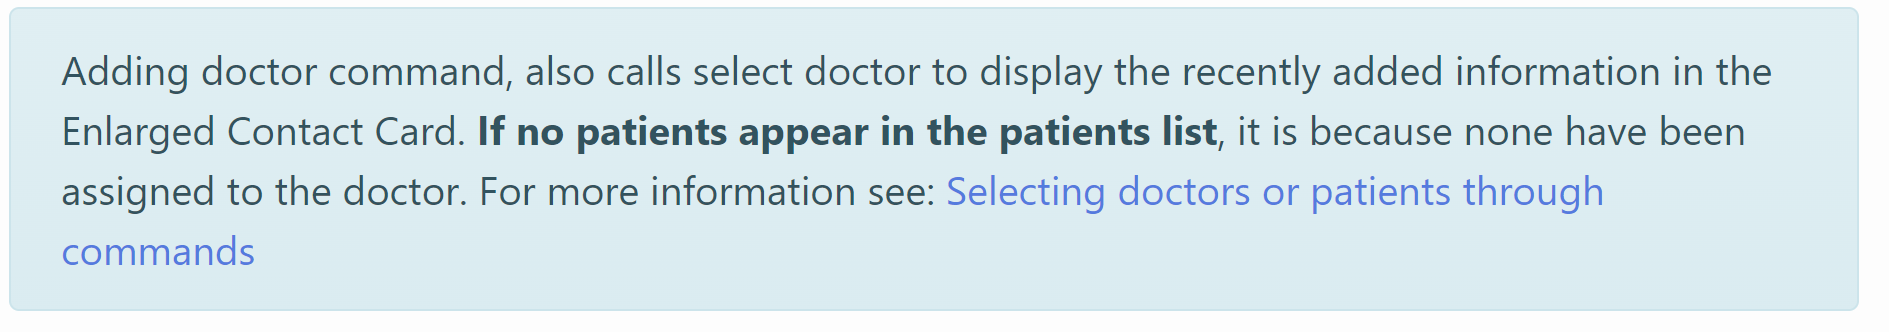 Adding doctor command, also calls select doctor to display the recently added information in the
Enlarged Contact Card. If no patients appear in the patients list, it is because none have been
assigned to the doctor. For more information see: Selecting doctors or patients through
commands